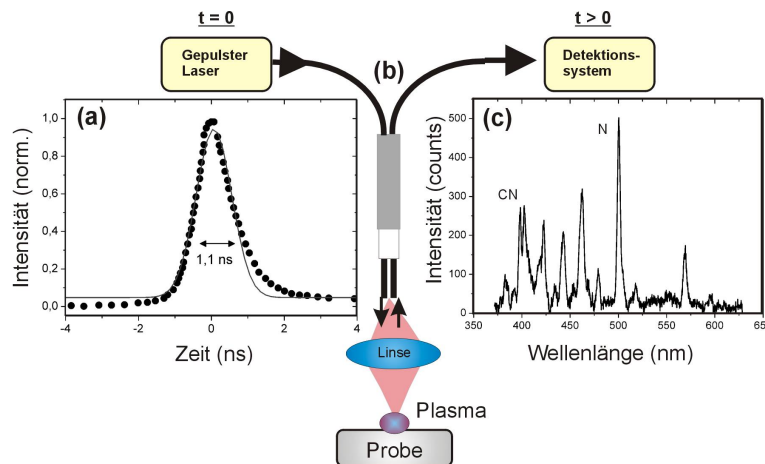 t = 0
t > 0
Gepulster
Laser
(b)
Detektions-
system
(a)
Intensität (norm.)
1,0
0,8
0,6
0,4
0,2
0,0
1,1 ns
-4
-2
0
2
4
Zeit (ns)
(c)
Intensität (counts)
500
400
300
200
100
0
N
CN
350
400
450
500
550
600
65
Wellenlänge (nm)
Linse
Plasma
Probe